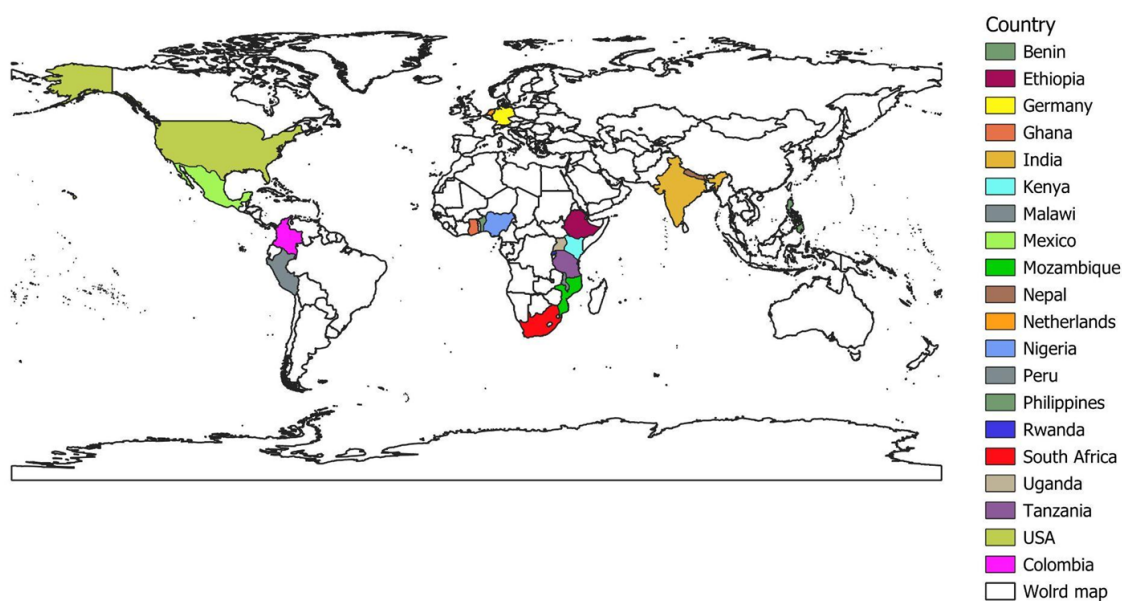 Country
Benin
Ethiopia
Germany
Ghana
India
Kenya
Malawi
Mexico
Mozambique
Nepal
Netherlands
Nigeria
Peru
Philippines
Rwanda
South Africa
Uganda
Tanzania
USA
Colombia
Wolrd map